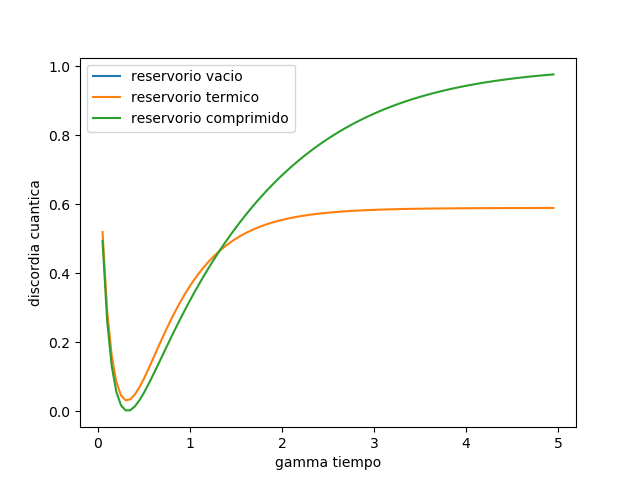 1.0
0.8
0.6
0.4
0.2
0.0
discordia cuantica
reservorio vacio
reservorio termico
reservorio comprimido
0 1 2 3 4 5
gamma tiempo